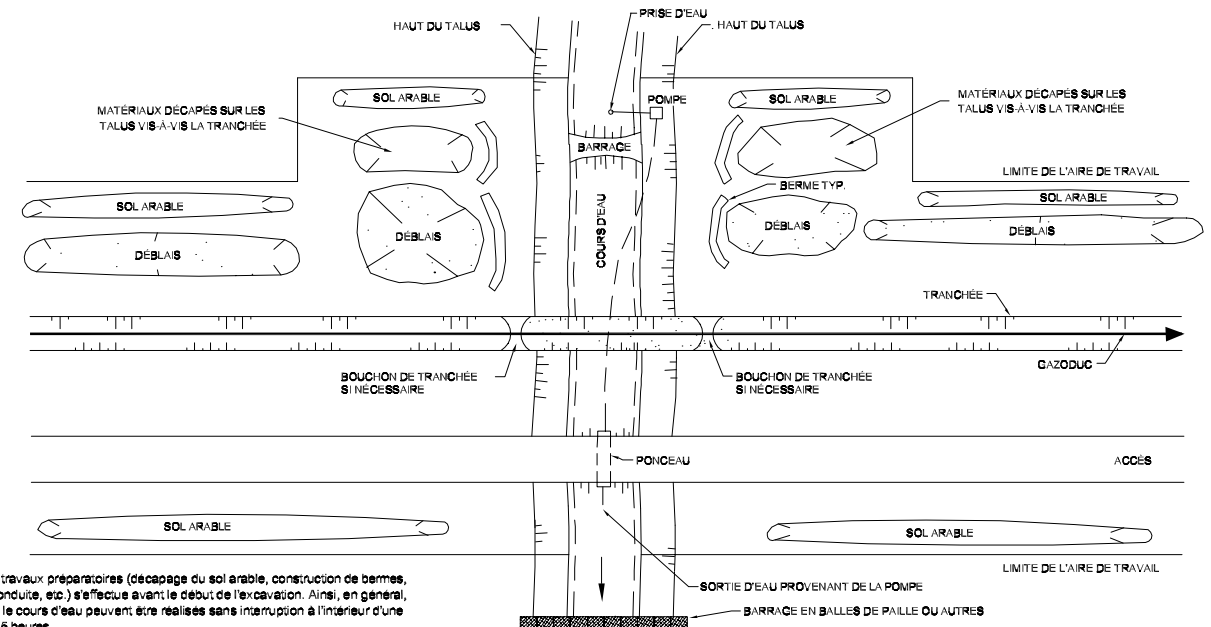 PRISE D'EAU
HAUT DU TALUS
HAUT DU TALUS
SOL ARABLE
POMPE
SOL ARABLE
MATÉRIAUX DÉCAPÉS SUR LES
TALUS VIS-À-VIS LA TRANCHÉE
MATÉRIAUX DÉCAPÉS SUR LES
TALUS VIS-À-VIS LA TRANCHÉE
BARRAGE
LIMITE DE L'AIRE DE TRAVAIL
BERME TYP.
SOL ARABLE
SOL ARABLE
COURS D'EAU
DÉBLAIS
DÉBLAIS
DÉBLAIS
DÉBLAIS
TRANCHÉE
GAZODUC
BOUCHON DE TRANCHÉE
SI NÉCESSAIRE
BOUCHON DE TRANCHÉE
SI NÉCESSAIRE
PONCEAU
ACCÈS
SOL ARABLE
SOL ARABLE
LIMITE DE L'AIRE DE TRAVAIL
travaux préparatoires (décapage du sol arable, construction de bermes,
onduite, etc.) s'effectue avant le début de l'excavation. Ainsi, en général,
le cours d'eau peuvent être réalisés sans interruption à l'intérieur d'une
5 heures
SORTIE D'EAU PROVENANT DE LA POMPE
BARRAGE EN BALLES DE PAILLE OU AUTRES